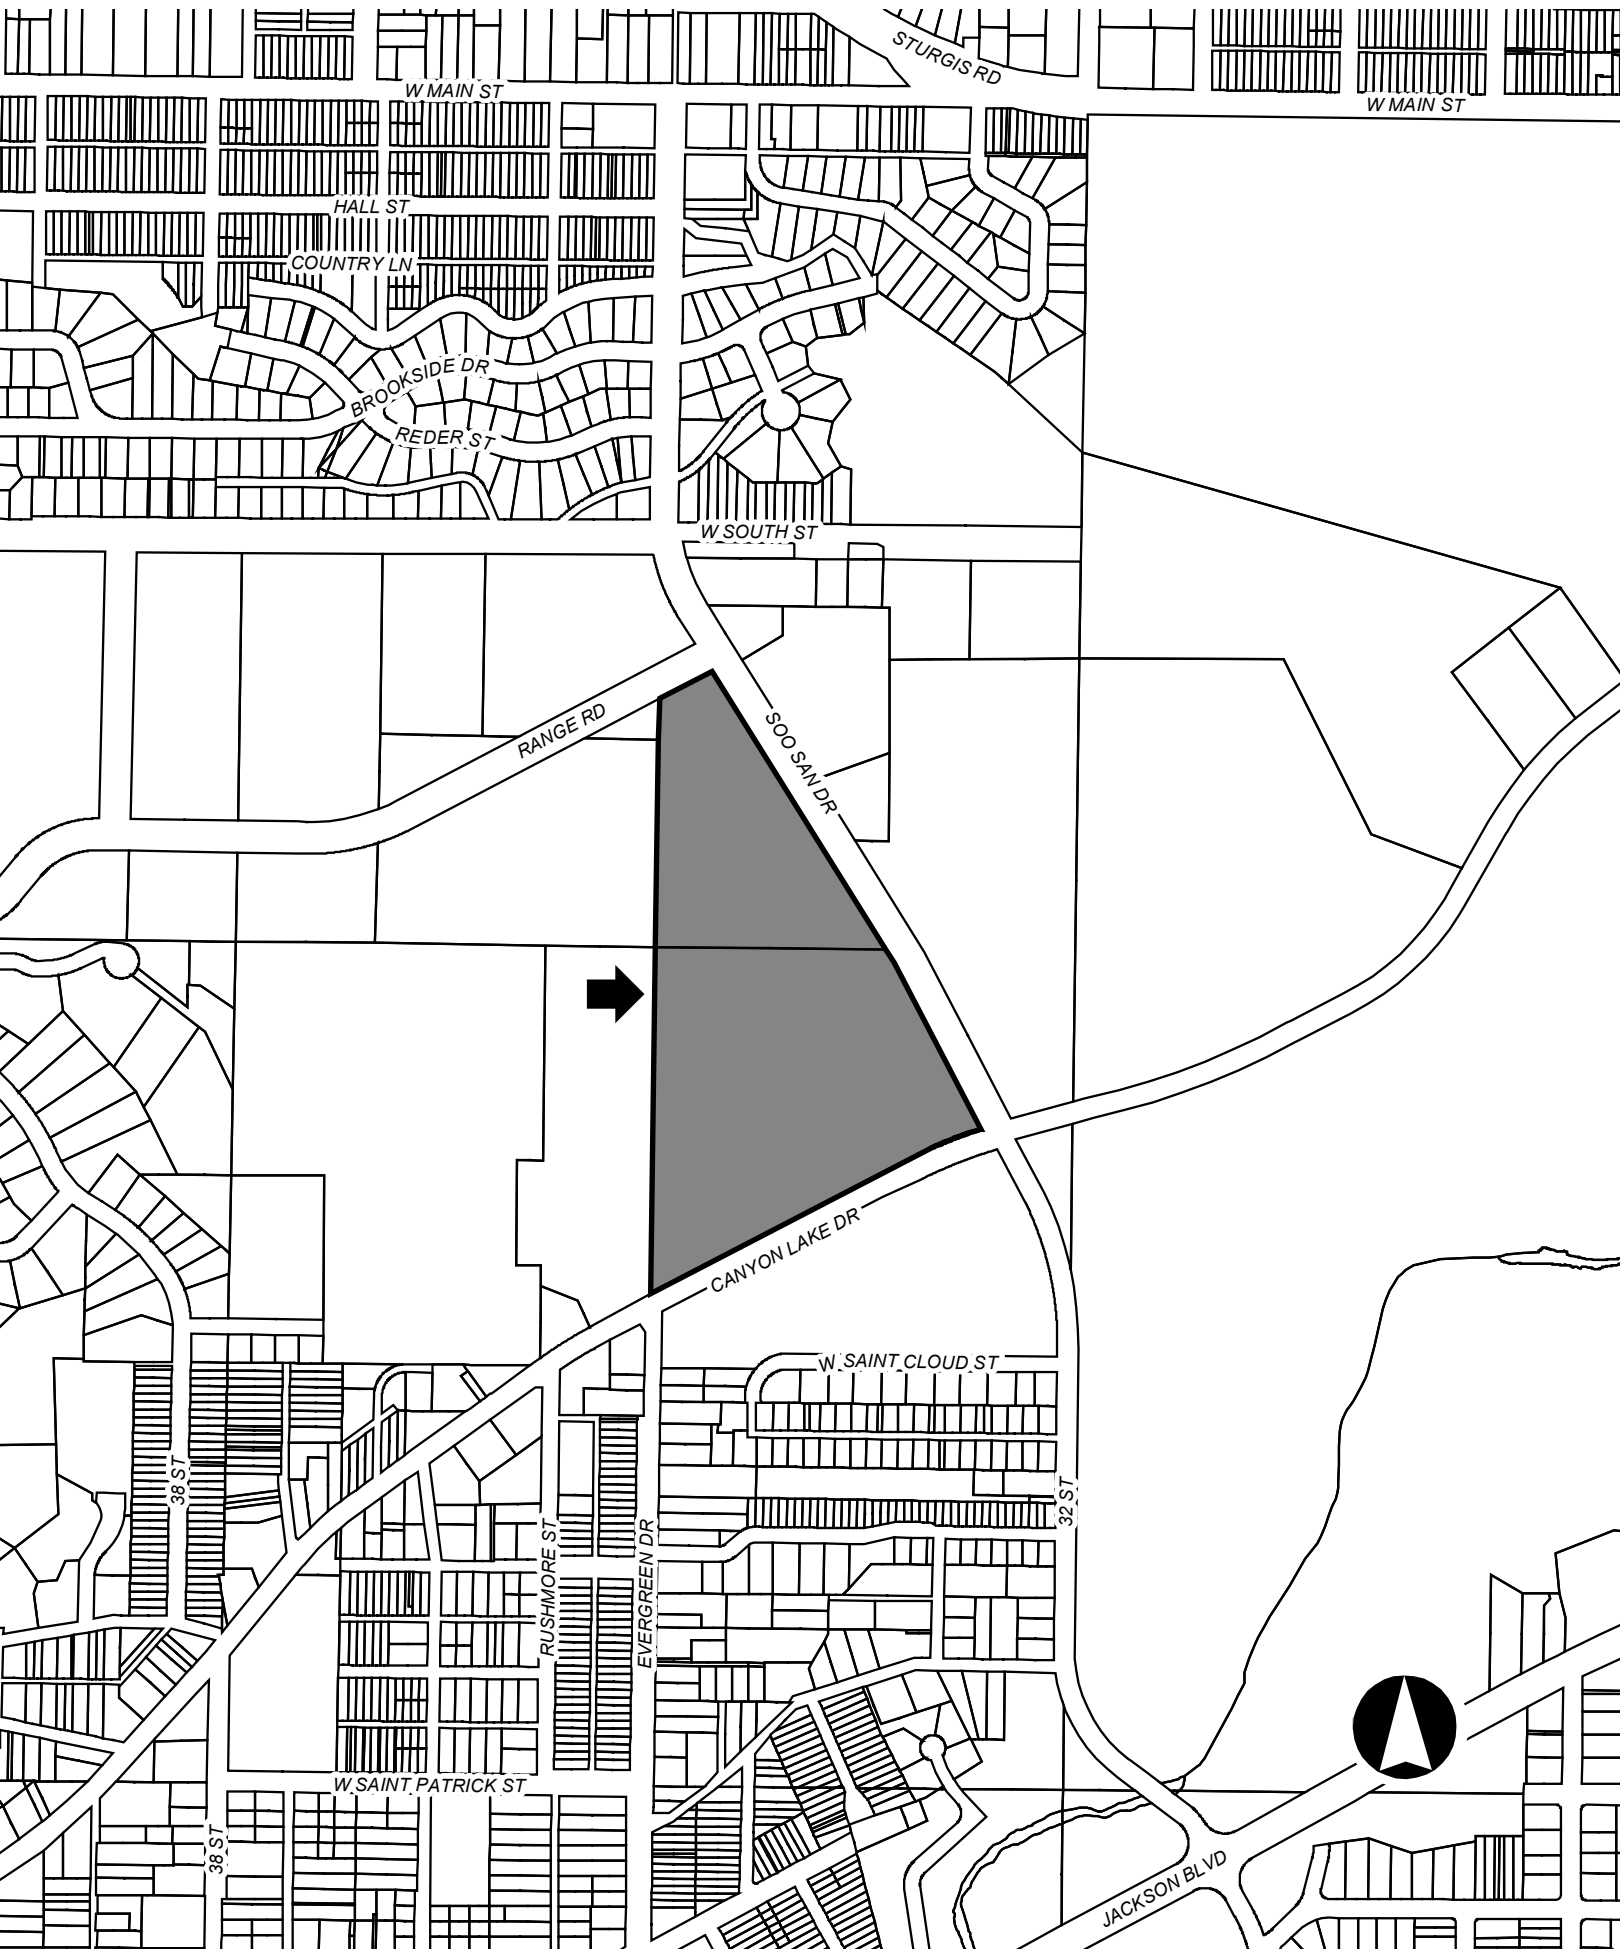 STURGIS RD
W MAIN ST
W MAIN ST
HALL ST
COUNTRY LN
BROOKSIDE DR
REDER ST
W SOUTH ST
RANGE RD
SOO SAN DR
CANYON LAKE DR
W SAINT CLOUD ST
38 ST
32 ST
RUSHMORE ST
EVERGREEN DR
W SAINT PATRICK ST
38 ST
JACKSON BLVD